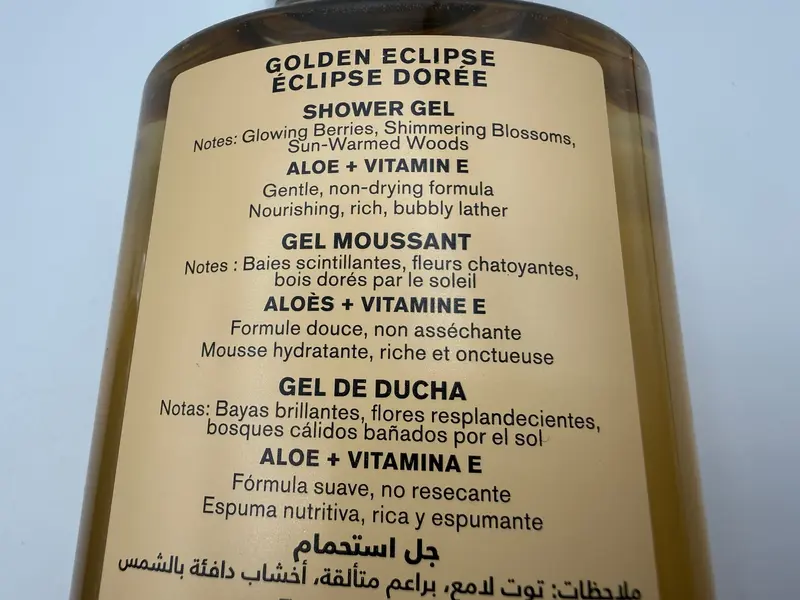 GOLDEN ECLIPSE
ÉCLIPSE DORÉE
SHOWER GEL
Notes: Glowing Berries, Shimmering Blossoms,
Sun-Warmed Woods
ALOE + VITAMIN E
Gentle, non-drying formula
Nourishing, rich, bubbly lather
GEL MOUSSANT
Notes : Baies scintillantes, fleurs chatoyantes,
bois dorés par le soleil
ALOÈS + VITAMINE E
Formule douce, non asséchante
Mousse hydratante, riche et onctueuse
GEL DE DUCHA
Notas: Bayas brillantes, flores resplandecientes,
bosques cálidos bañados por el sol
ALOE + VITAMINA E
Fórmula suave, no resecante
Espuma nutritiva, rica y espumante
جل استحمام
ملاحظات: توت لامع، براعم متألقة، أخشاب دافئة بالشمس